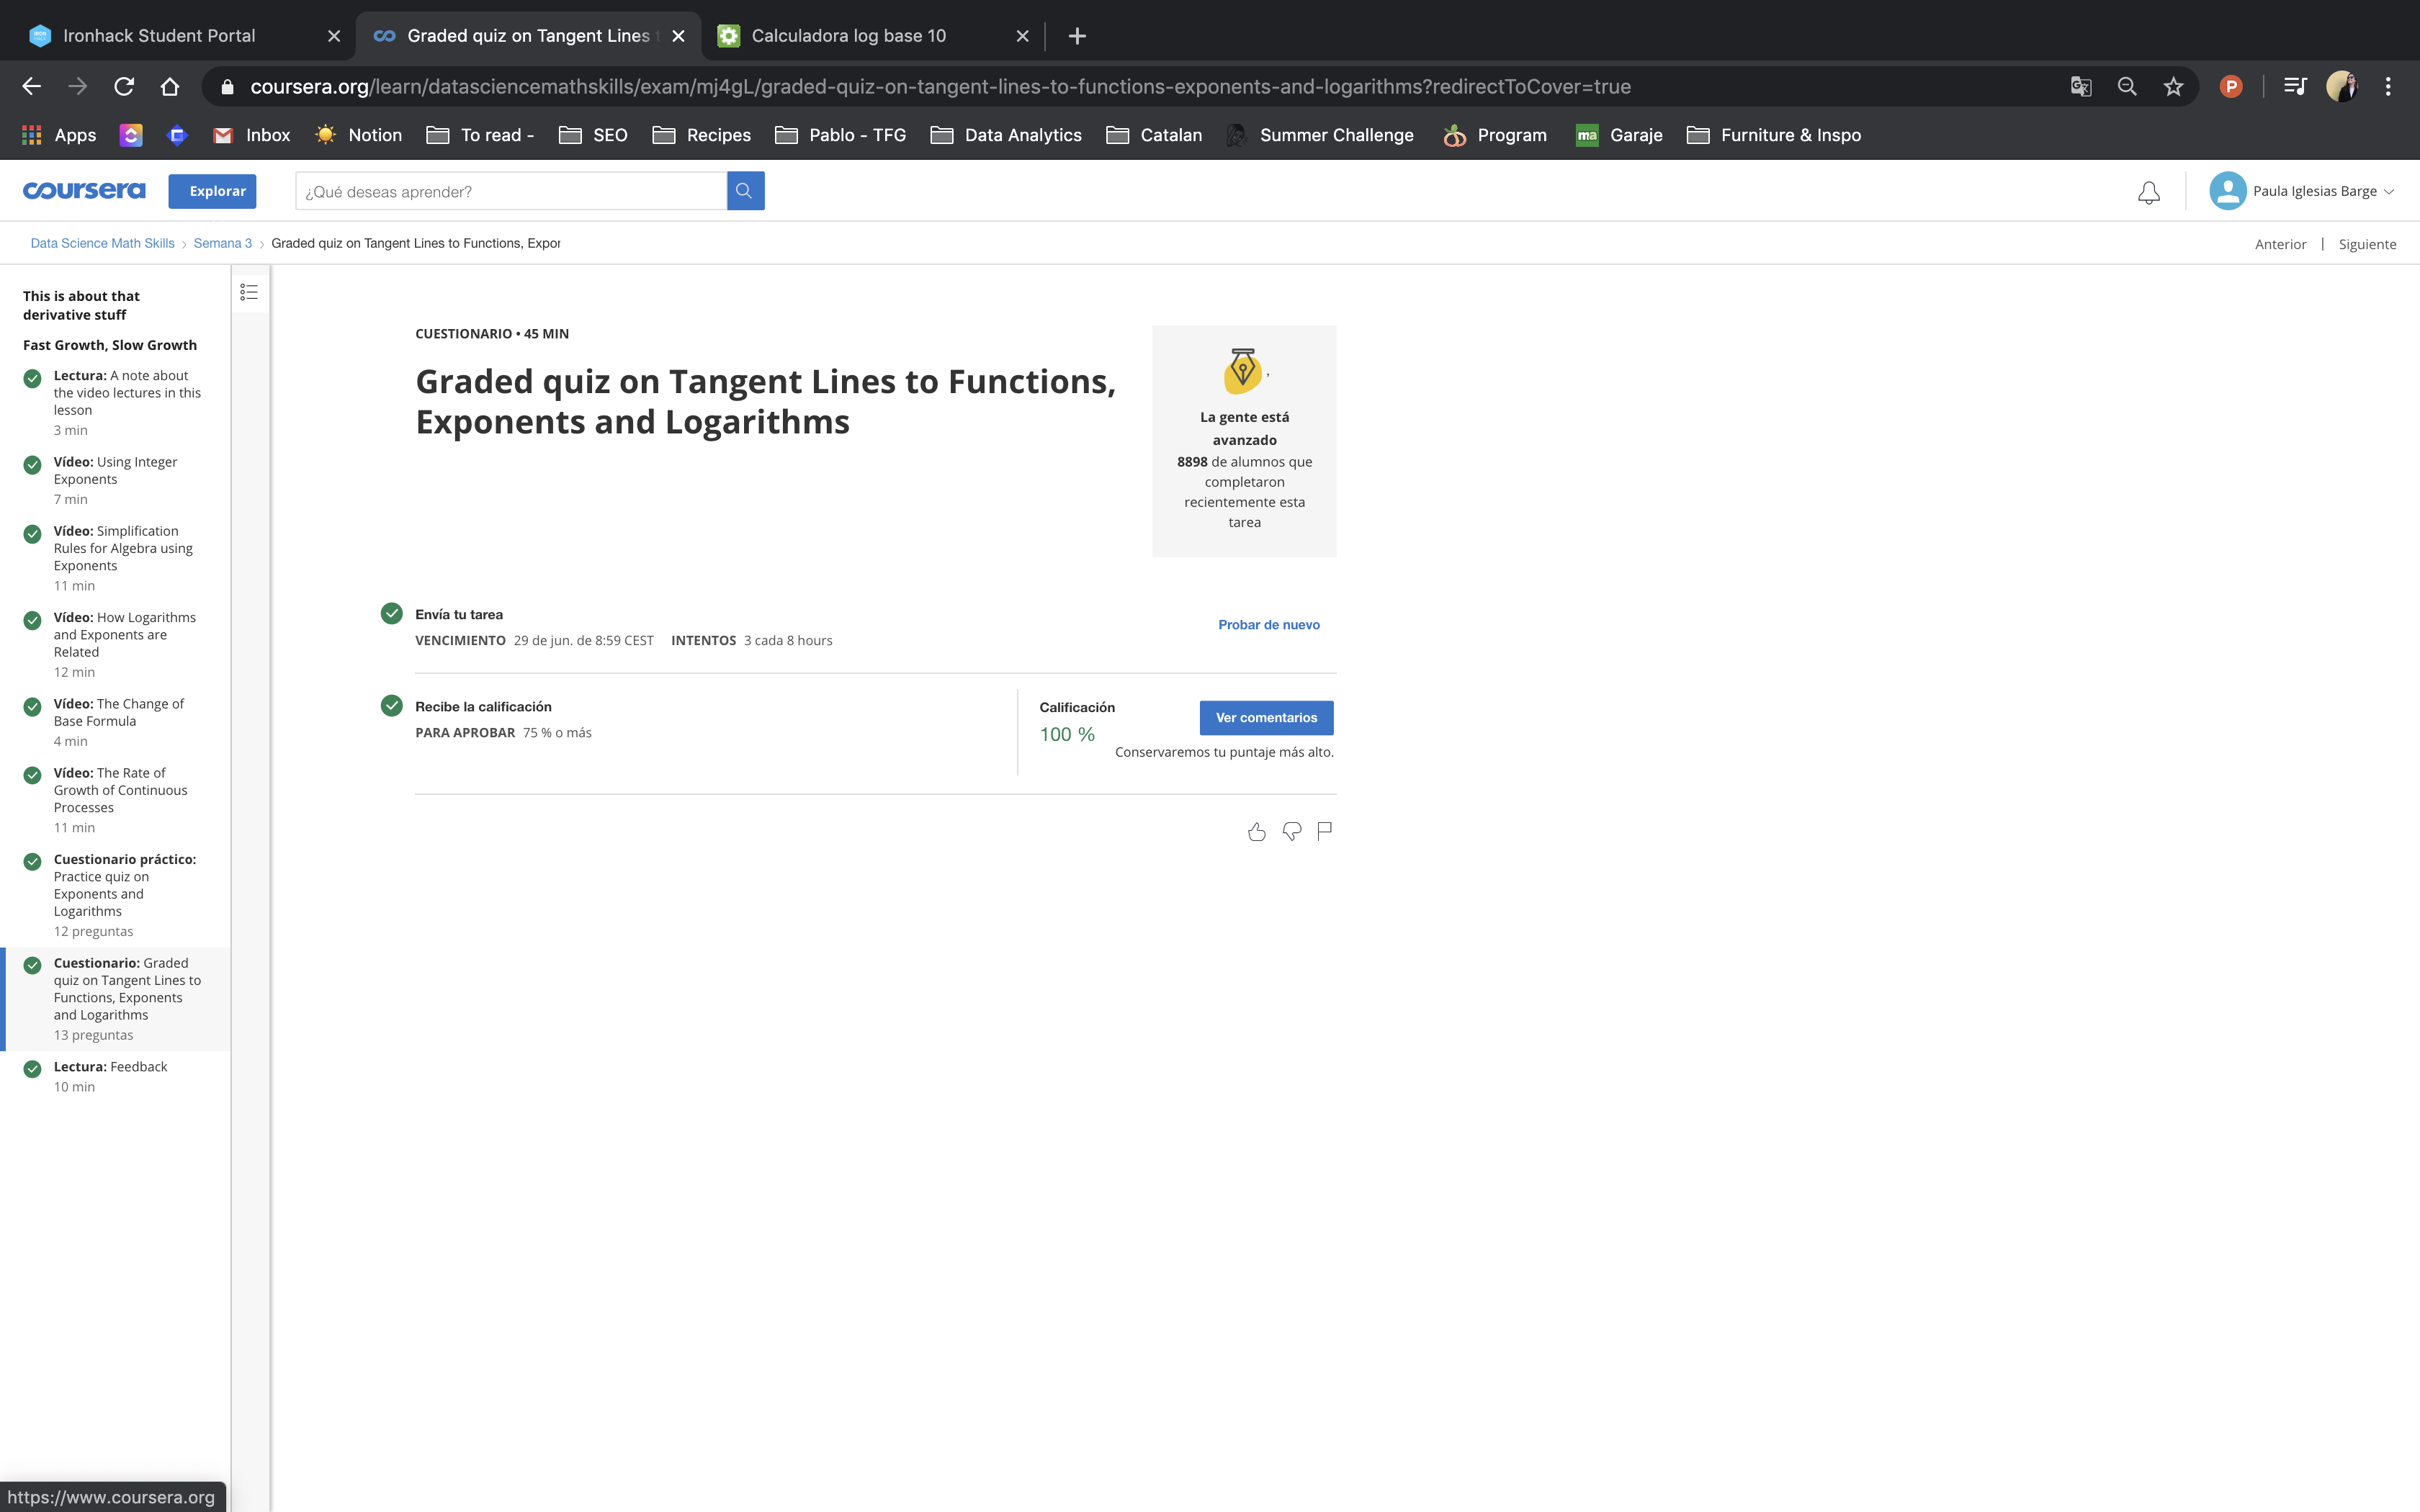 Ironhack Student Portal
Graded quiz on Tangent Lines t
Calculadora log base 10
coursera.org/learn/datasciencemathskills/exam/mj4gL/graded-quiz-on-tangent-lines-to-functions-exponents-and-logarithms?redirectToCover=true
P
Apps
Inbox
Notion
To read -
SEO
Recipes
Pablo - TFG
Data Analytics
Catalan
Summer Challenge
Program
ma
Garaje
Furniture & Inspo
coursera
Explorar
¿Qué deseas aprender?
Paula Iglesias Barge
Data Science Math Skills > Semana 3 > Graded quiz on Tangent Lines to Functions, Expor
Anterior | Siguiente
This is about that
derivative stuff
Fast Growth, Slow Growth
Lectura: A note about
the video lectures in this
lesson
3 min
Vídeo: Using Integer
Exponents
7 min
Vídeo: Simplification
Rules for Algebra using
Exponents
11 min
Vídeo: How Logarithms
and Exponents are
Related
12 min
Vídeo: The Change of
Base Formula
4 min
Vídeo: The Rate of
Growth of Continuous
Processes
11 min
Cuestionario práctico:
Practice quiz on
Exponents and
Logarithms
12 preguntas
Cuestionario: Graded
quiz on Tangent Lines to
Functions, Exponents
and Logarithms
13 preguntas
Lectura: Feedback
10 min
CUESTIONARIO • 45 MIN
Graded quiz on Tangent Lines to Functions,
Exponents and Logarithms
La gente está
avanzado
8898 de alumnos que
completaron
recientemente esta
tarea
Envía tu tarea
VENCIMIENTO 29 de jun. de 8:59 CEST INTENTOS 3 cada 8 hours
Probar de nuevo
Recibe la calificación
PARA APROBAR 75 % o más
Calificación
100 %
Ver comentarios
Conservaremos tu puntaje más alto.
https://www.coursera.org